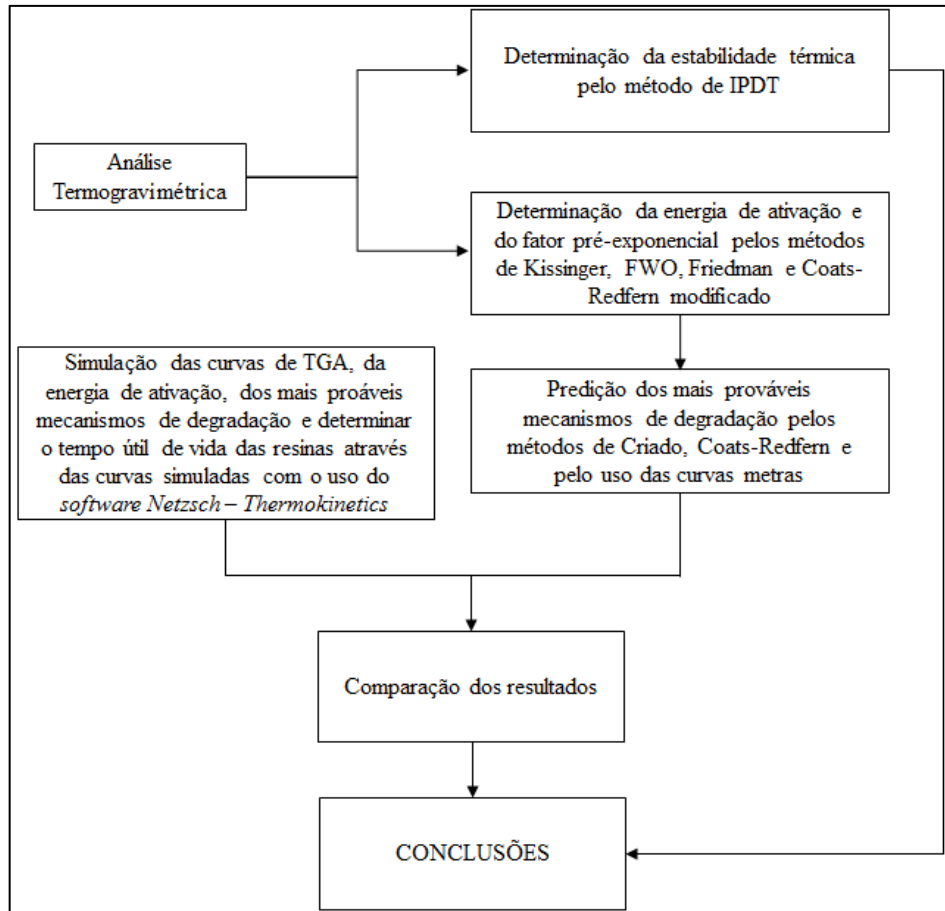 Determinação da estabilidade térmica
pelo método de IPDT
Análise
Termogravimétrica
Determinação da energia de ativação e
do fator pré-exponencial pelos métodos
de Kissinger, FWO, Friedman e Coats-
Redfern modificado
Simulação das curvas de TGA, da
energia de ativação, dos mais proáveis
mecanismos de degradação e determinar
o tempo útil de vida das resinas através
das curvas simuladas com o uso do
software Netzsch – Thermokinetics
Predição dos mais prováveis
mecanismos de degradação pelos
métodos de Criado, Coats-Redfern e
pelo uso das curvas metras
Comparação dos resultados
CONCLUSÕES